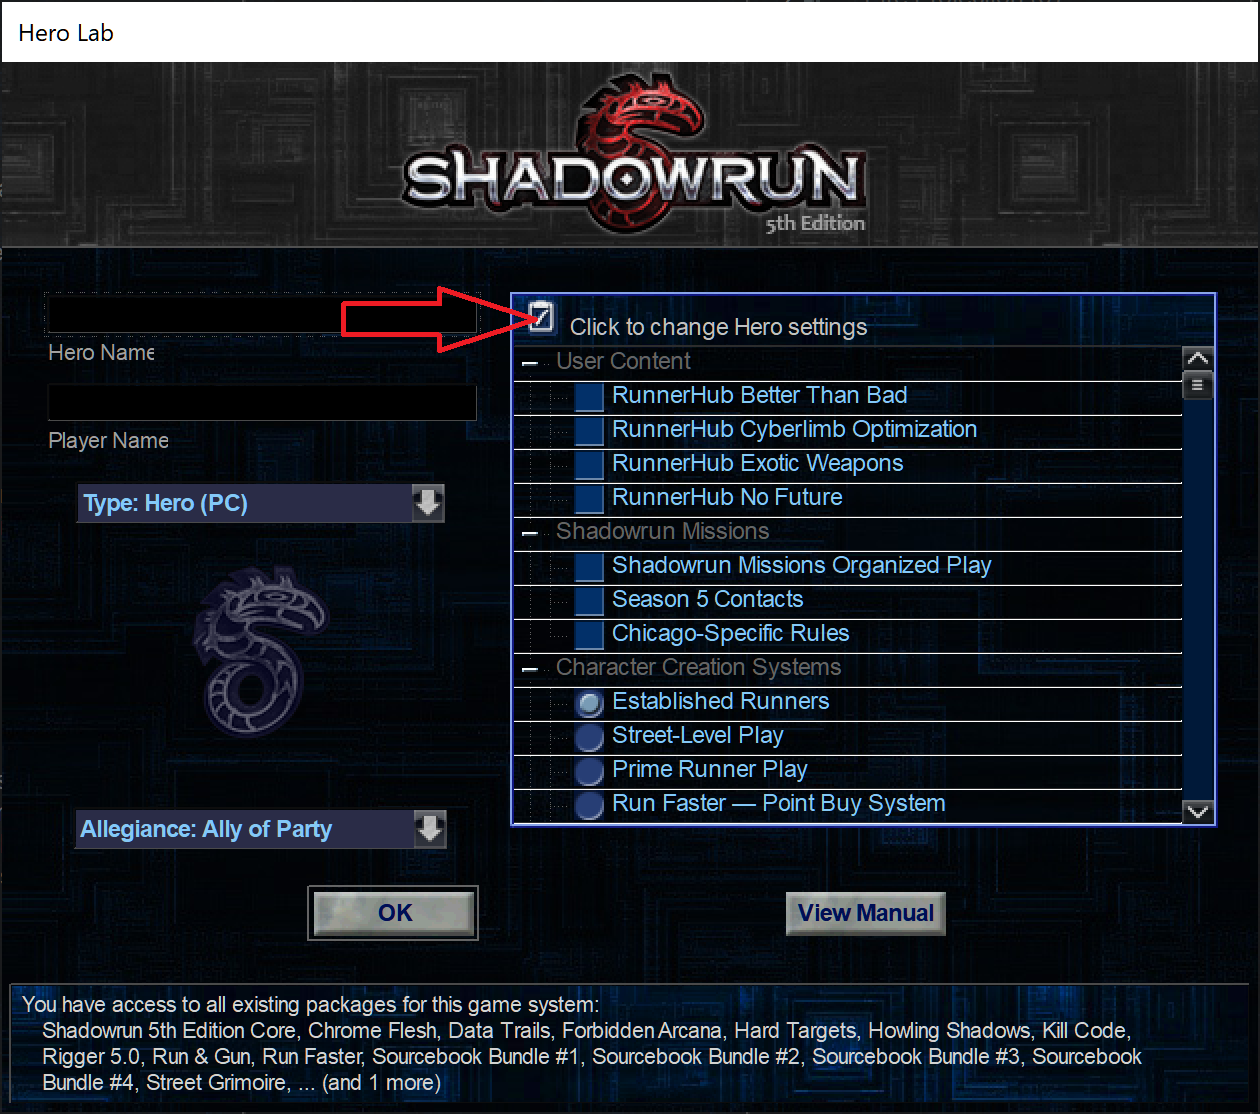 Hero Lab
SHADOWRUN
5th Edition
Hero Name
Player Name
Type: Hero (PC)
Allegiance: Ally of Party
OK
Click to change Hero settings
User Content
RunnerHub Better Than Bad
RunnerHub Cyberlimb Optimization
RunnerHub Exotic Weapons
RunnerHub No Future
Shadowrun Missions
Shadowrun Missions Organized Play
Season 5 Contacts
Chicago-Specific Rules
Character Creation Systems
Established Runners
Street-Level Play
Prime Runner Play
Run Faster — Point Buy System
View Manual
You have access to all existing packages for this game system:
Shadowrun 5th Edition Core, Chrome Flesh, Data Trails, Forbidden Arcana, Hard Targets, Howling Shadows, Kill Code,
Rigger 5.0, Run & Gun, Run Faster, Sourcebook Bundle #1, Sourcebook Bundle #2, Sourcebook Bundle #3, Sourcebook
Bundle #4, Street Grimoire, ... (and 1 more)